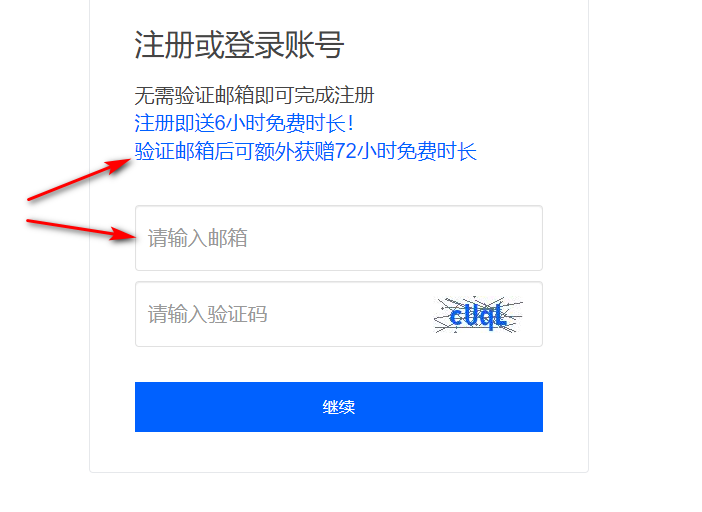 注册或登录账号
无需验证邮箱即可完成注册
注册即送6小时免费时长！
验证邮箱后可额外获赠72小时免费时长
请输入邮箱
请输入验证码
cUqL
继续